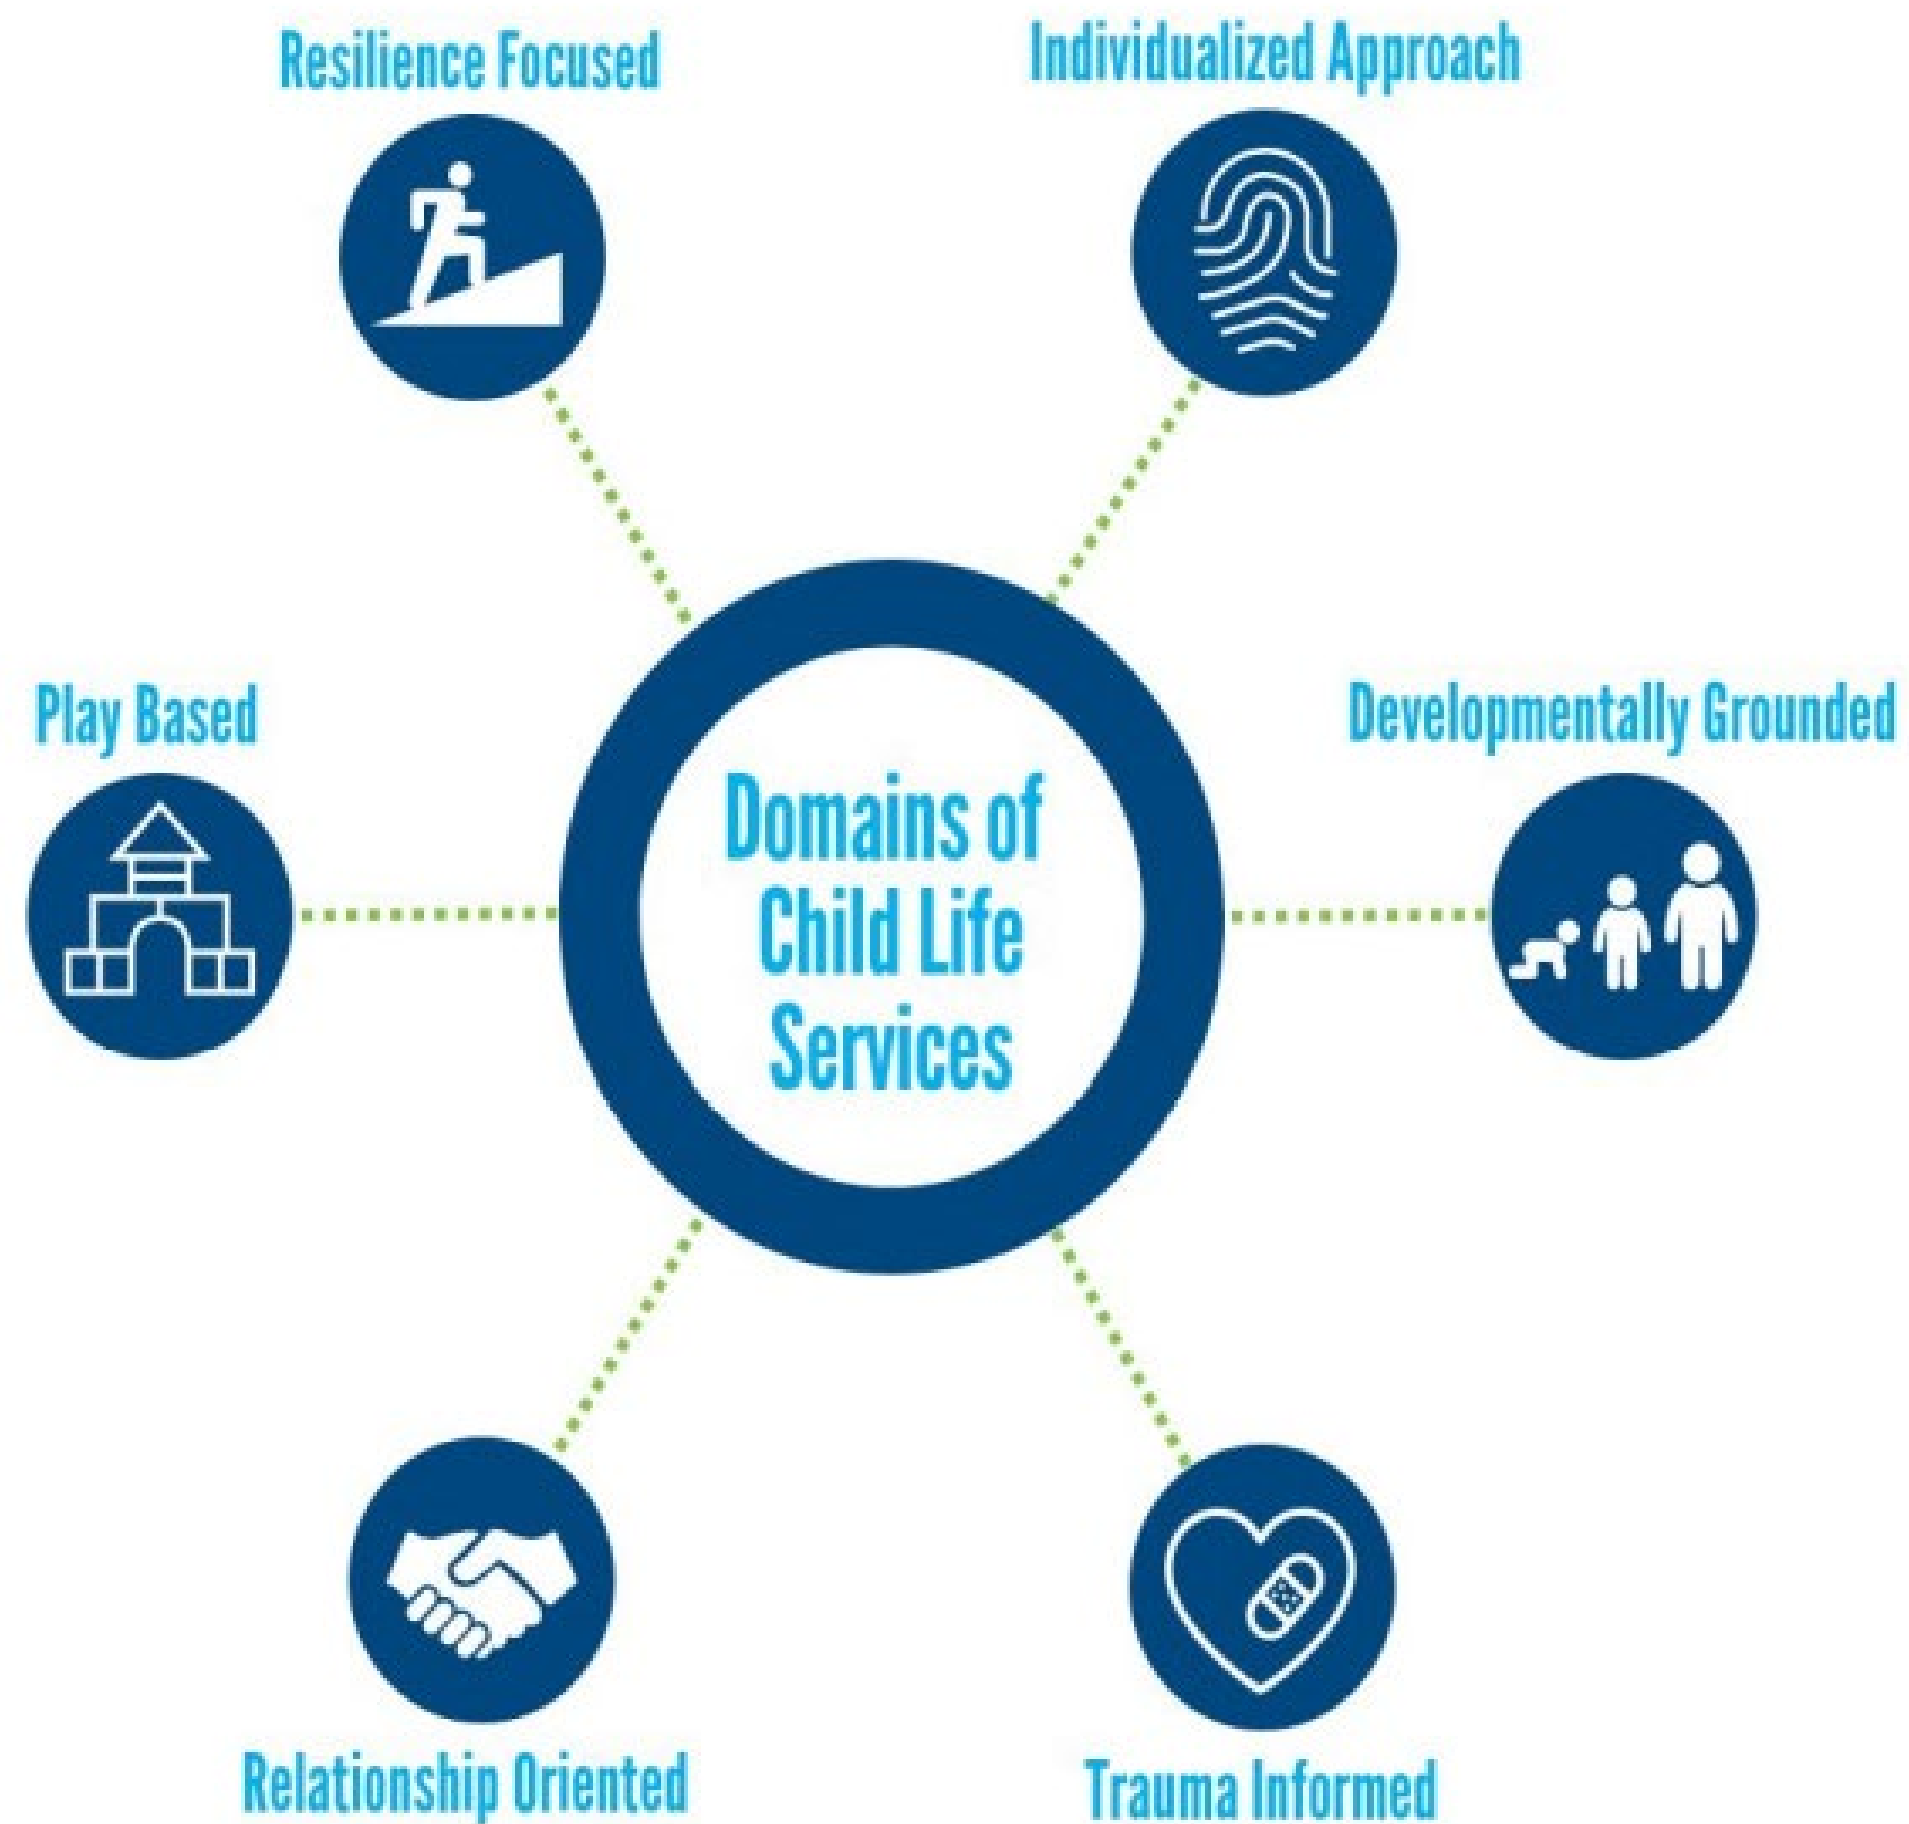 Resilience Focused
Individualized Approach
Play Based
Developmentally Grounded
Domains of
Child Life
Services
Relationship Oriented
Trauma Informed